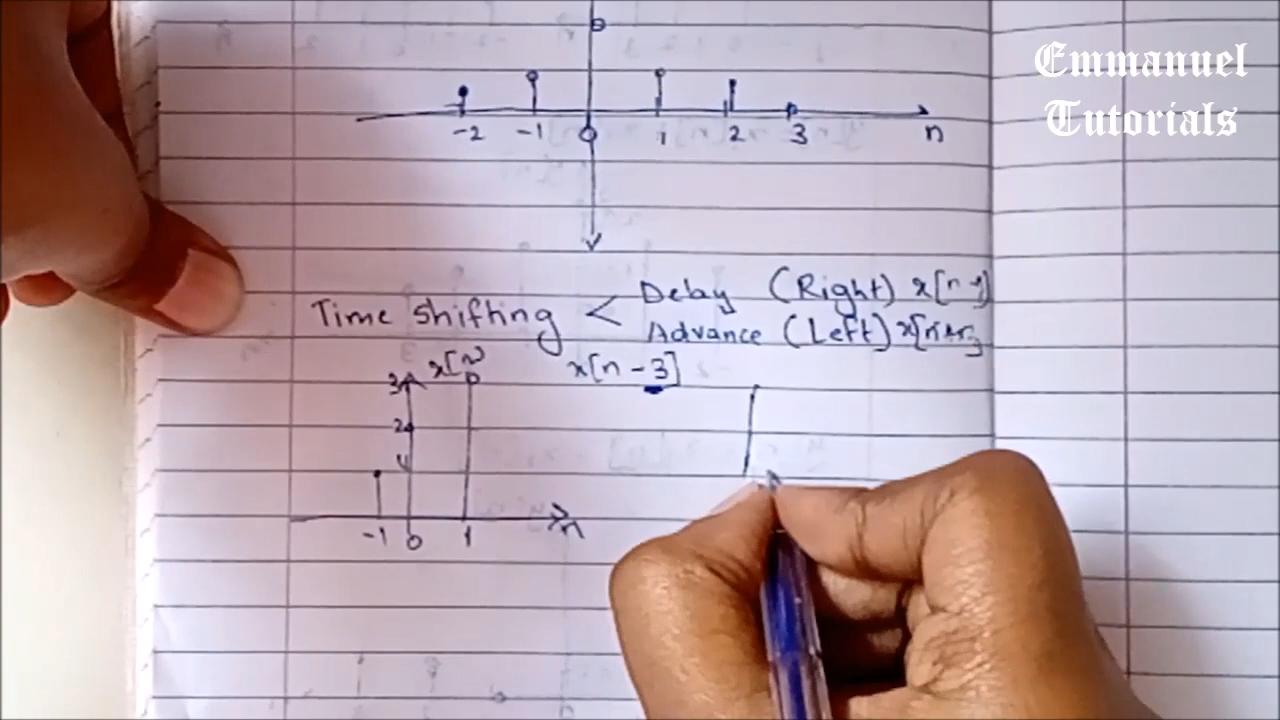 Emmanuel
Tutorials
-2 -1 0 1 2 3 n
Time Shifting < Delay (Right)
Advance (Left)
x[n] x[n-3]
3
2
-1 0 1 n